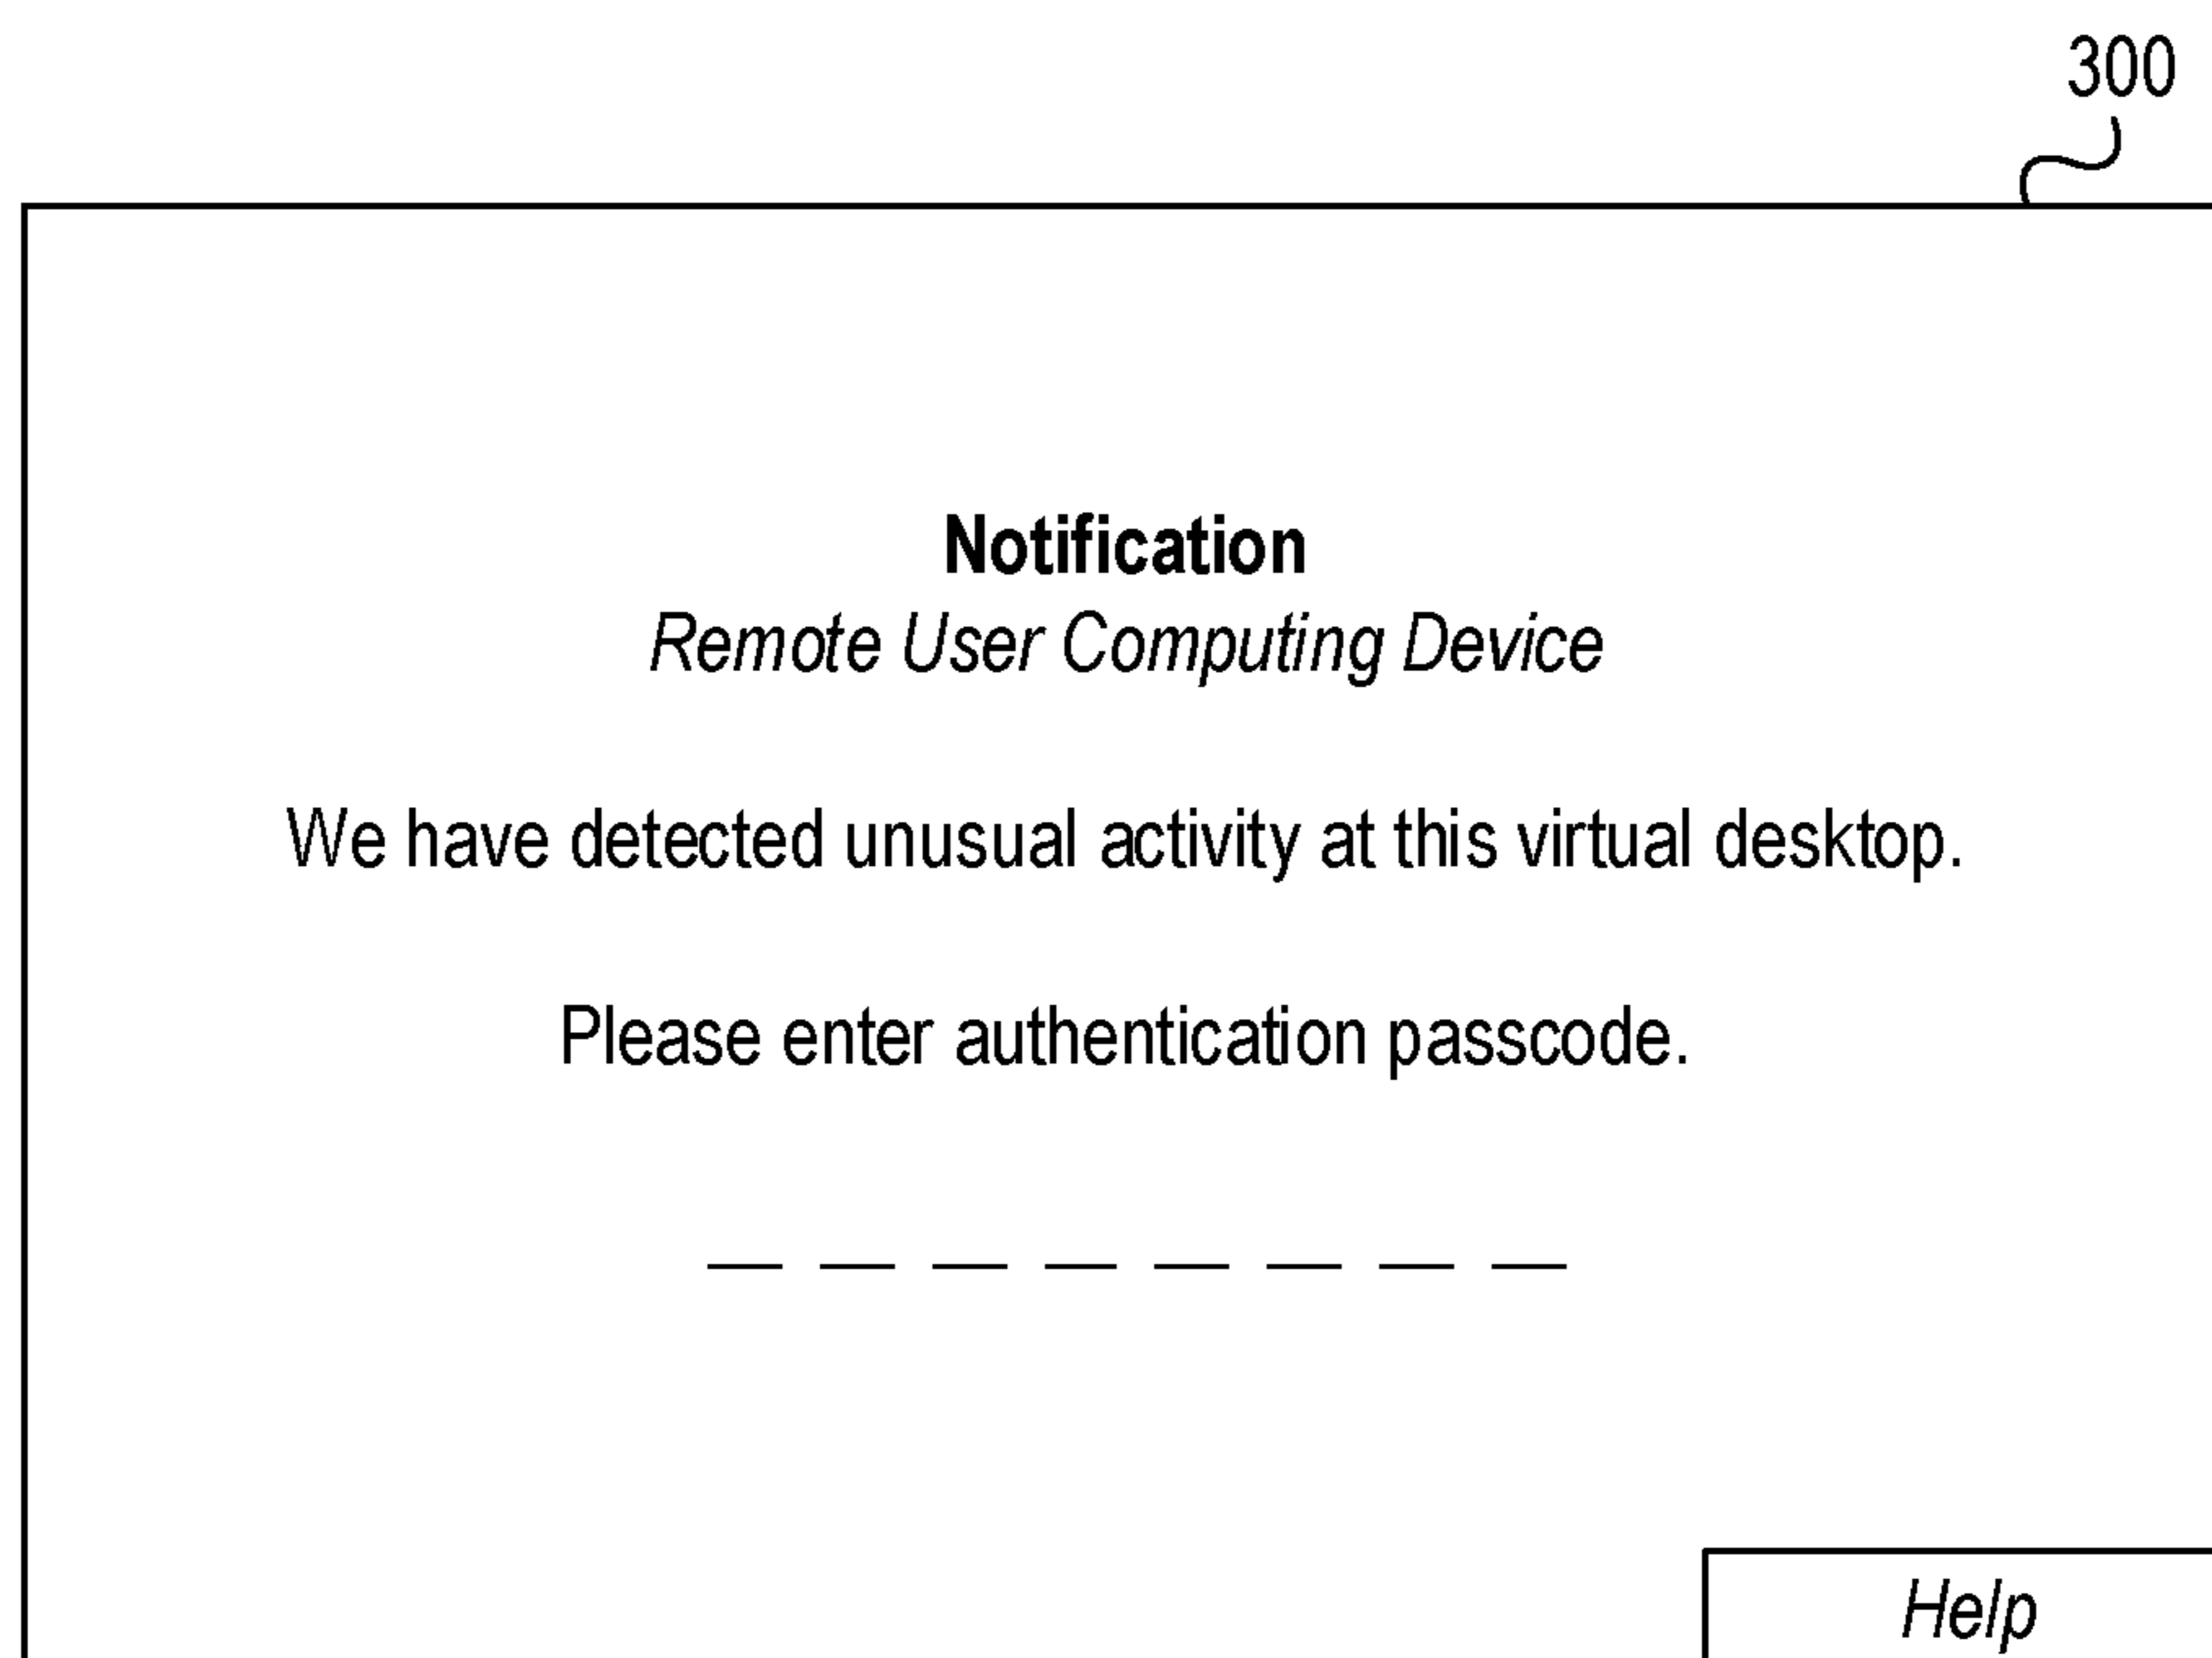 300
Notification
Remote User Computing Device
We have detected unusual activity at this virtual desktop.
Please enter authentication passcode.
_ _ _ _ _ _ _ _
Help